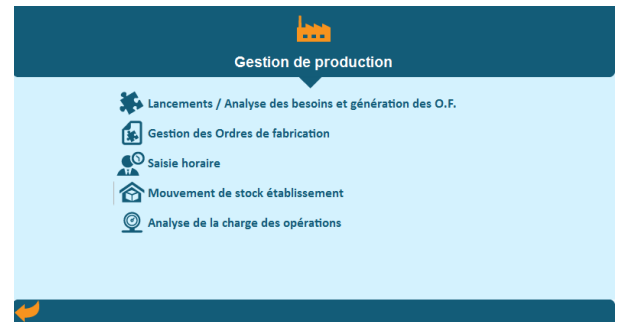 Gestion de production
Lancements / Analyse des besoins et génération des O.F.
Gestion des Ordres de fabrication
Saisie horaire
Mouvement de stock établissement
Analyse de la charge des opérations